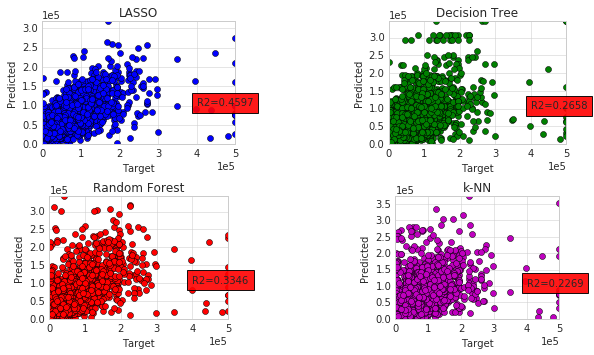 LASSO
1e5
3.0
2.5
2.0
1.5
1.0
0.5
0.0
Predicted
R2=0.4597
0 1 2 3 4 5
Target
1e5
Decision Tree
1e5
3.0
2.5
2.0
1.5
1.0
0.5
0.0
Predicted
R2=0.2658
0 1 2 3 4 5
Target
1e5
Random Forest
1e5
3.0
2.5
2.0
1.5
1.0
0.5
0.0
Predicted
R2=0.3346
0 1 2 3 4 5
Target
1e5
k-NN
1e5
3.5
3.0
2.5
2.0
1.5
1.0
0.5
0.0
Predicted
R2=0.2269
0 1 2 3 4 5
Target
1e5